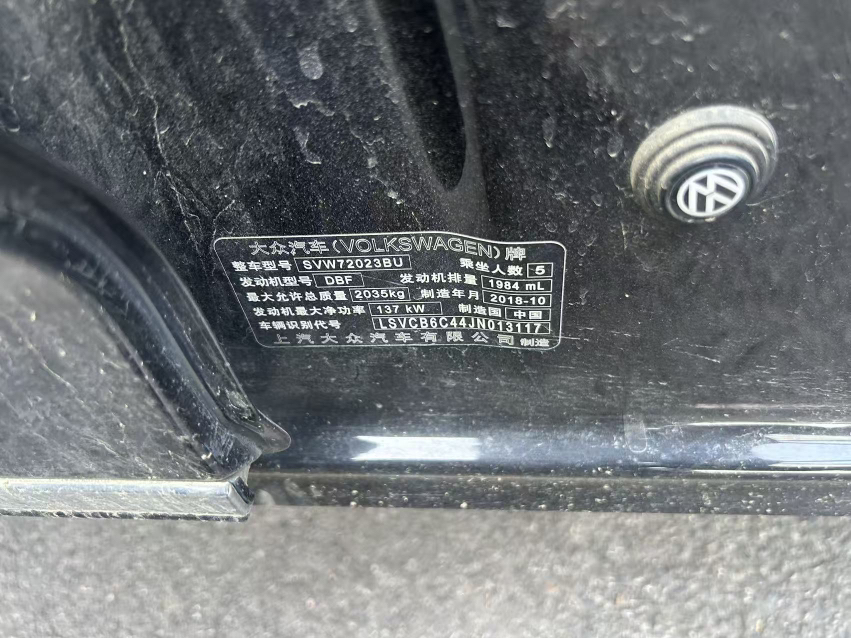 大众汽车(VOLKSWAGEN)牌
整车型号 SVW72023BU 乘坐人数 5
发动机型号 DBF 发动机排量 1984 mL
最大允许总质量 2035kg 制造年月 2018-10
发动机最大净功率 137 kW 制造国 中国
车辆识别代号 LSVCB6C44JN013117
上汽大众汽车有限公司 制造